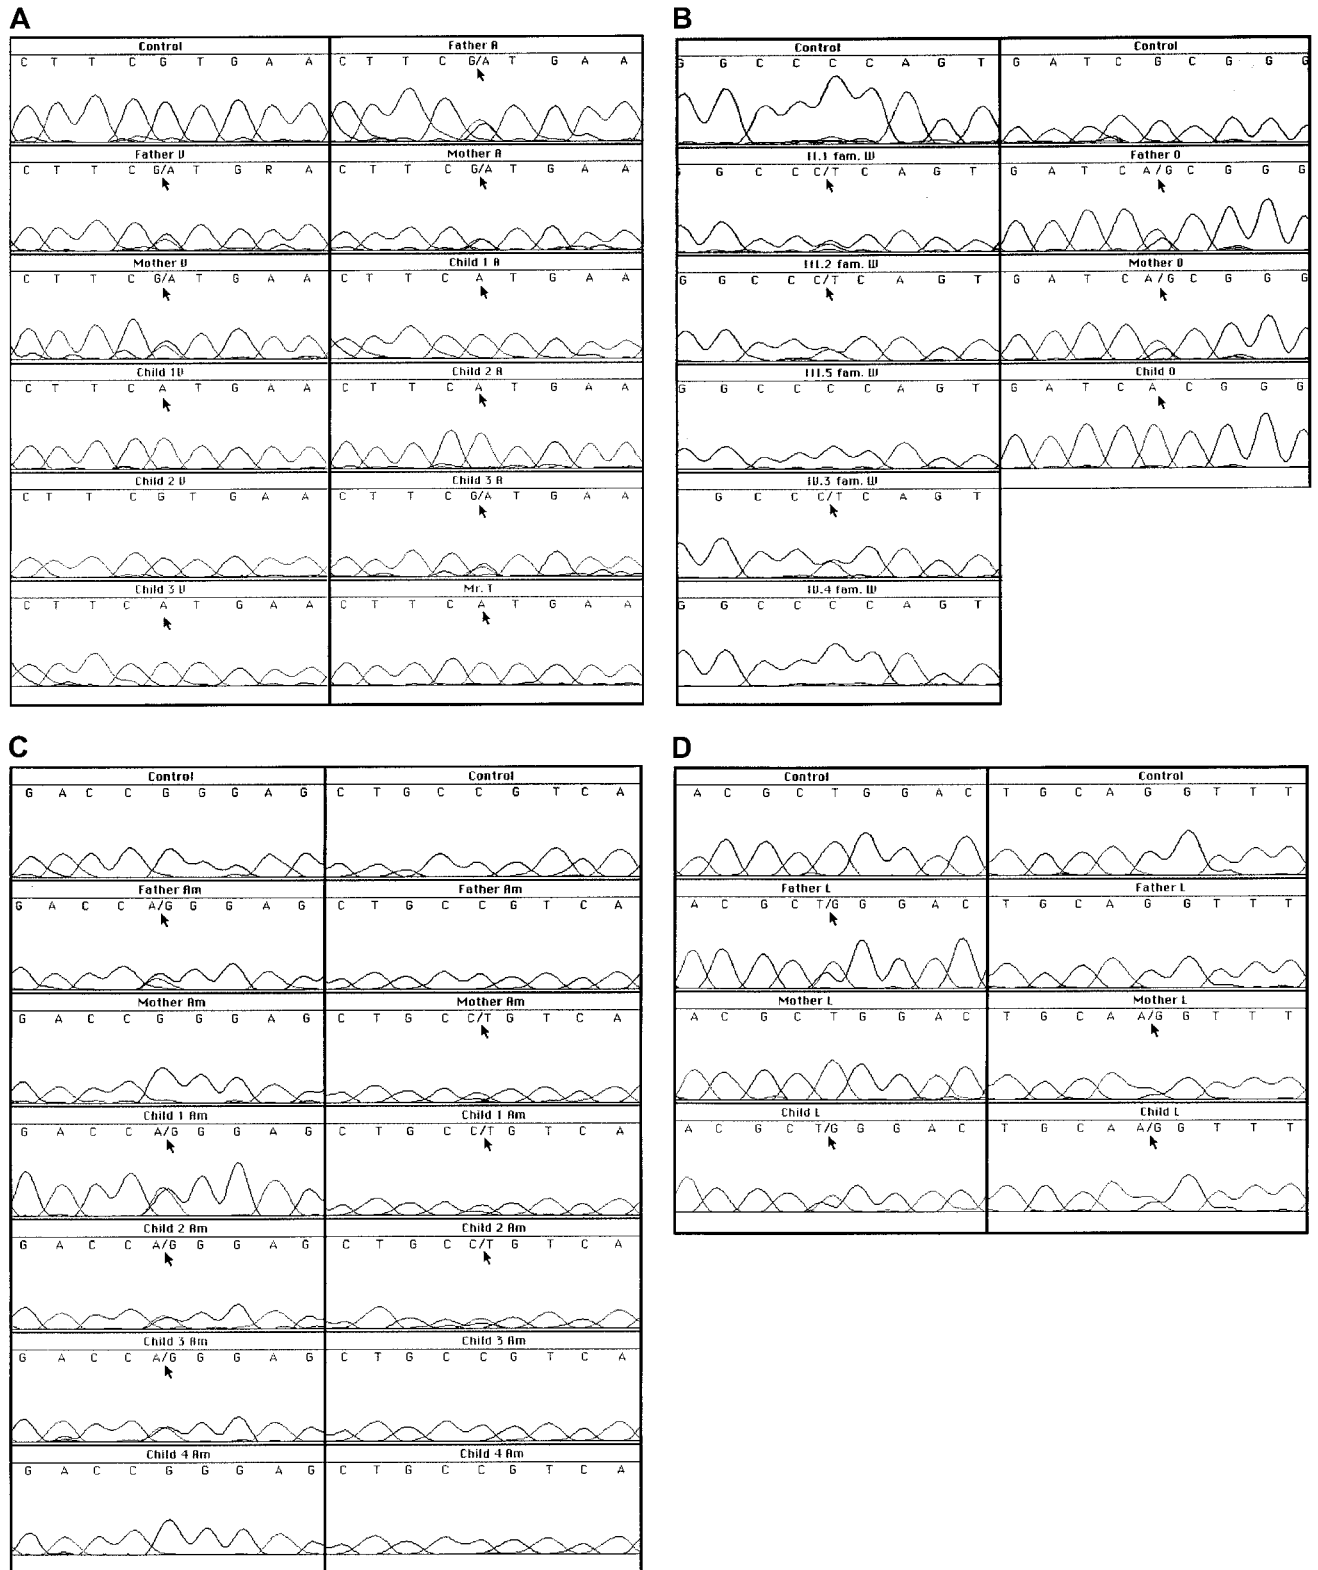 A
Control
C T T C G T G A A
Father V
C T T C G/A T G R A
Mother V
C T T C G/A T G A A
Child 1V
C T T C A T G A A
Child 2 V
C T T C G T G A A
Child 3 V
C T T C A T G A A
Father A
C T T C G/A T G A A
Mother A
C T T C G/A T G A A
Child 1 A
C T T C A T G A A
Child 2 A
C T T C A T G A A
Child 3 A
C T T C G/A T G A A
Mr. T
C T T C A T G A A
B
Control
G G C C C C A G T
II.1 fam. W
G G C C C/T C A G T
III.2 fam. W
G G C C C/T C A G T
III.5 fam. W
G G C C C C A G T
IV.3 fam. W
G C C C/T C A G T
IV.4 fam. W
G G C C C C A G T
Control
G A T C G C G G G
Father O
G A T C A/G C G G G
Mother O
G A T C A/G C G G G
Child O
G A T C A C G G G
C
Control
G A C C G G G A G
Father Am
G A C C A/G G G A G
Mother Am
G A C C G G G A G
Child 1 Am
G A C C A/G G G A G
Child 2 Am
G A C C A/G G G A G
Child 3 Am
G A C C A/G G G A G
Child 4 Am
G A C C G G G A G
Control
C T G C C G T C A
Father Am
C T G C C G T C A
Mother Am
C T G C C/T G T C A
Child 1 Am
C T G C C/T G T C A
Child 2 Am
C T G C C/T G T C A
Child 3 Am
C T G C C G T C A
Child 4 Am
C T G C C G T C A
D
Control
A C G C T G G A C
Father L
A C G C T/G G G A C
Mother L
A C G C T G G A C
Child L
A C G C T/G G G A C
Control
T G C A G G T T T
Father L
T G C A G G T T T
Mother L
T G C A A/G G T T T
Child L
T G C A A/G G T T T